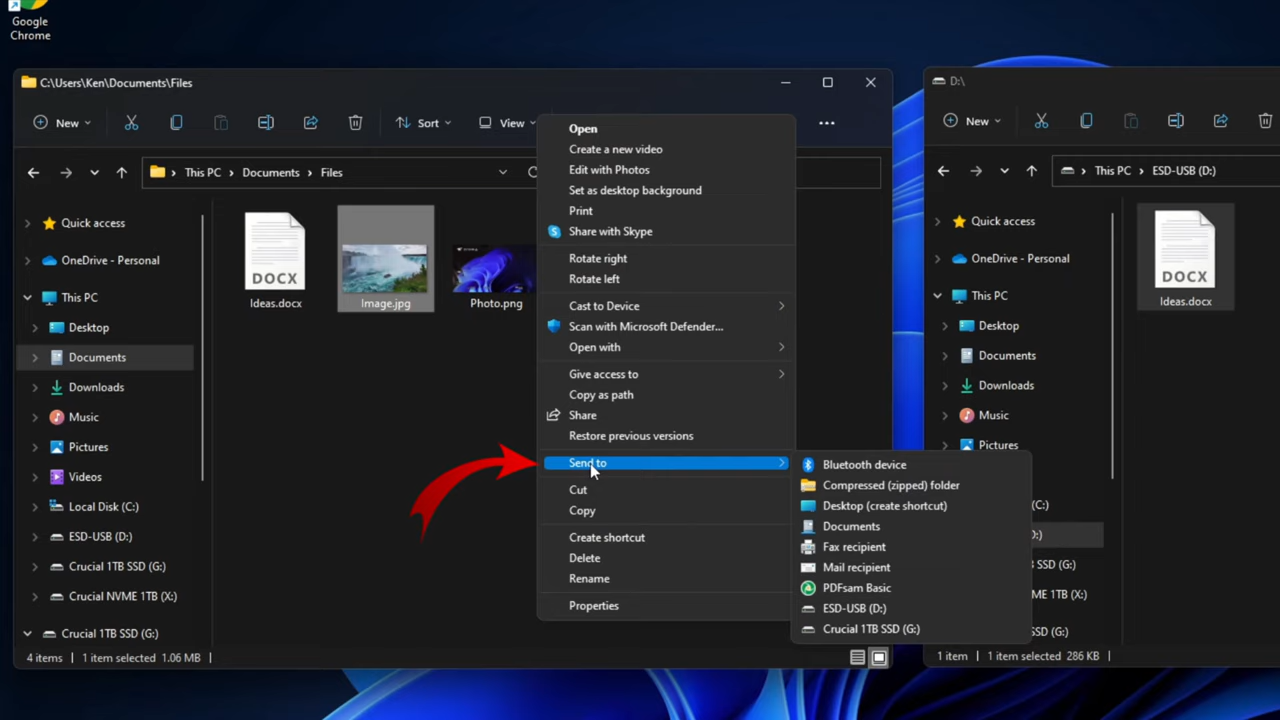 Google
Chrome
C:\Users\Ken\Documents\Files
New
Sort
View
This PC
Documents
Files
Quick access
OneDrive - Personal
This PC
Desktop
Documents
Downloads
Music
Pictures
Videos
Local Disk (C:)
ESD-USB (D:)
Crucial 1TB SSD (G:)
Crucial NVME 1TB (X:)
Crucial 1TB SSD (G:)
DOCX
Ideas.docx
Image.jpg
Photo.png
4 items
1 item selected 1.06 MB
Open
Create a new video
Edit with Photos
Set as desktop background
Print
Share with Skype
Rotate right
Rotate left
Cast to Device
Scan with Microsoft Defender...
Open with
Give access to
Copy as path
Share
Restore previous versions
Send to
Cut
Copy
Create shortcut
Delete
Rename
Properties
Bluetooth device
Compressed (zipped) folder
Desktop (create shortcut)
Documents
Fax recipient
Mail recipient
PDFsam Basic
ESD-USB (D:)
Crucial 1TB SSD (G:)
D:\
New
This PC
ESD-USB (D:)
Quick access
OneDrive - Personal
This PC
Desktop
Documents
Downloads
Music
Pictures
(C:)
D:)
SSD (G:)
ME 1TB (X:)
SD (G:)
DOCX
Ideas.docx
1 item
1 item selected 286 KB